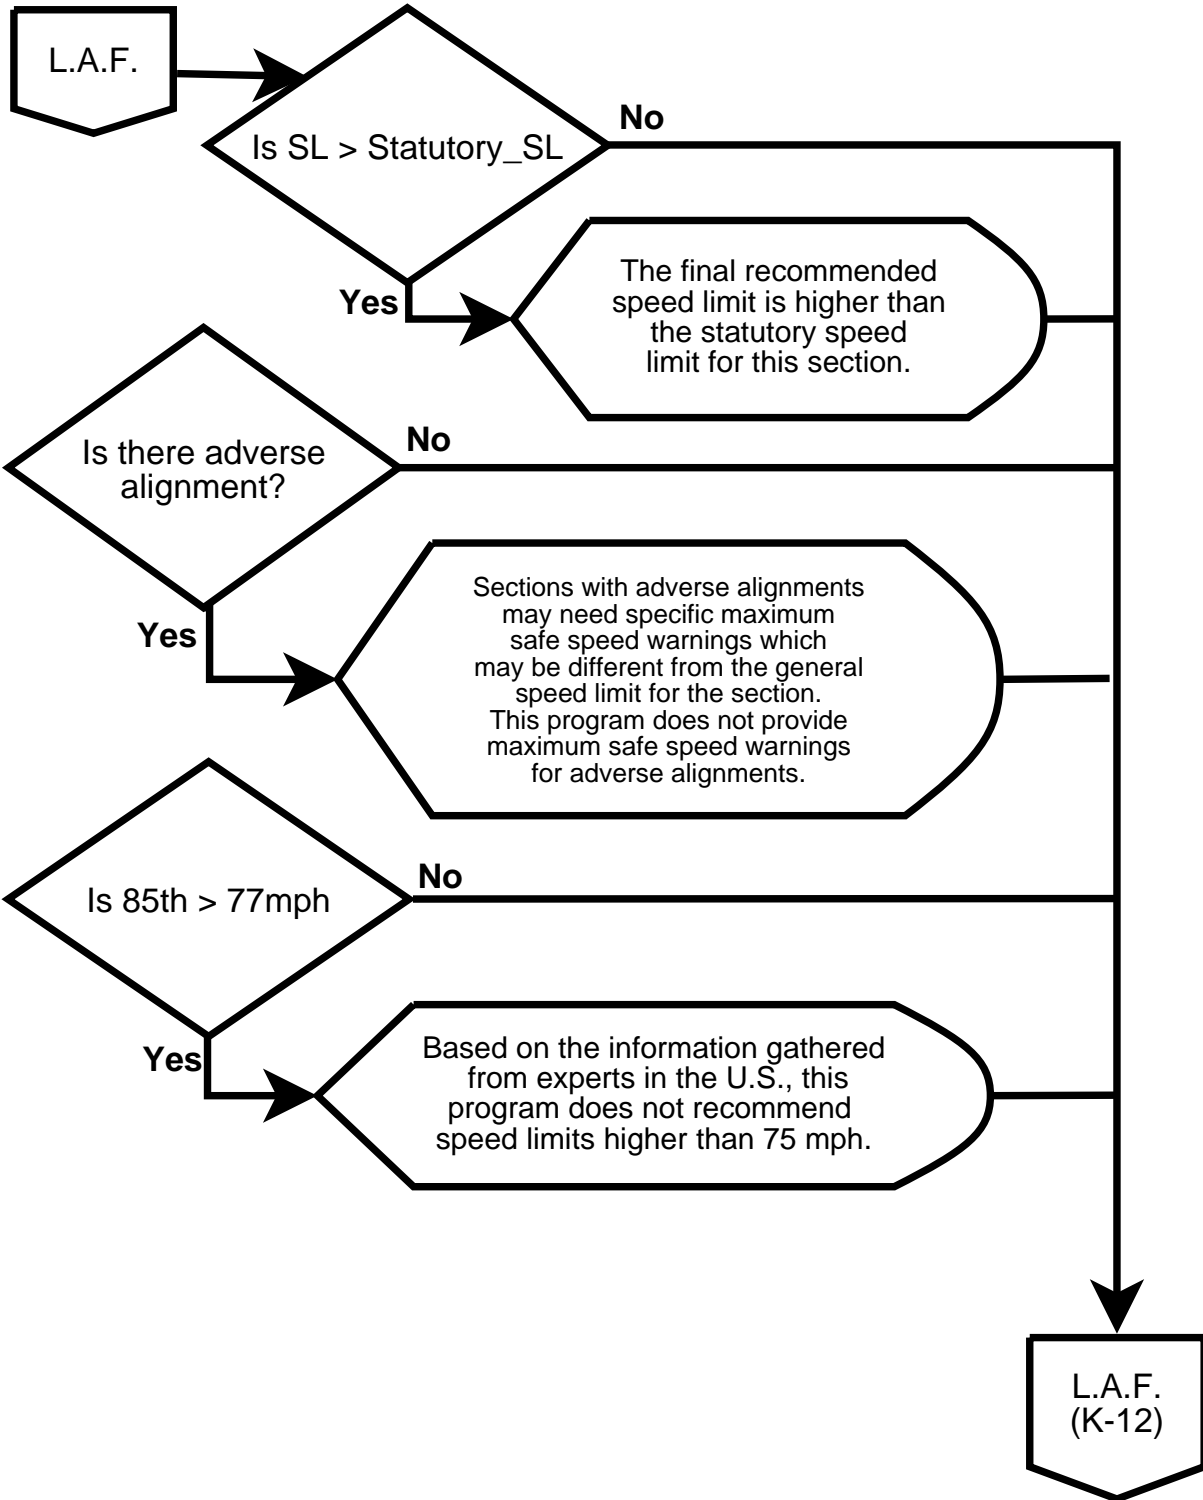 L.A.F.
Is SL > Statutory_SL
No
Yes
The final recommended
speed limit is higher than
the statutory speed
limit for this section.
Is there adverse
alignment?
No
Yes
Sections with adverse alignments
may need specific maximum
safe speed warnings which
may be different from the general
speed limit for the section.
This program does not provide
maximum safe speed warnings
for adverse alignments.
Is 85th > 77mph
No
Yes
Based on the information gathered
from experts in the U.S., this
program does not recommend
speed limits higher than 75 mph.
L.A.F.
(K-12)